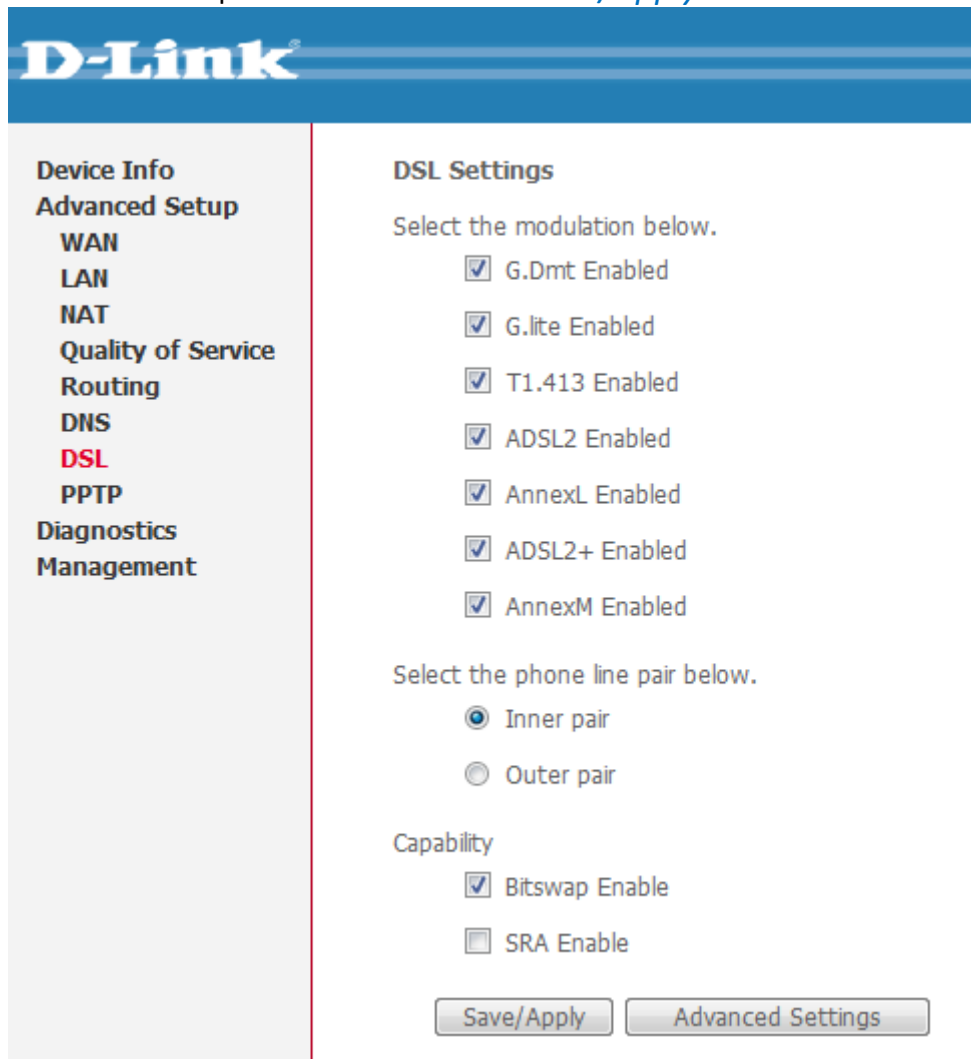 D-Link
Device Info
Advanced Setup
WAN
LAN
NAT
Quality of Service
Routing
DNS
DSL
PPTP
Diagnostics
Management
DSL Settings
Select the modulation below.
G.Dmt Enabled
G.lite Enabled
T1.413 Enabled
ADSL2 Enabled
AnnexL Enabled
ADSL2+ Enabled
AnnexM Enabled
Select the phone line pair below.
Inner pair
Outer pair
Capability
Bitswap Enable
SRA Enable
Save/Apply Advanced Settings